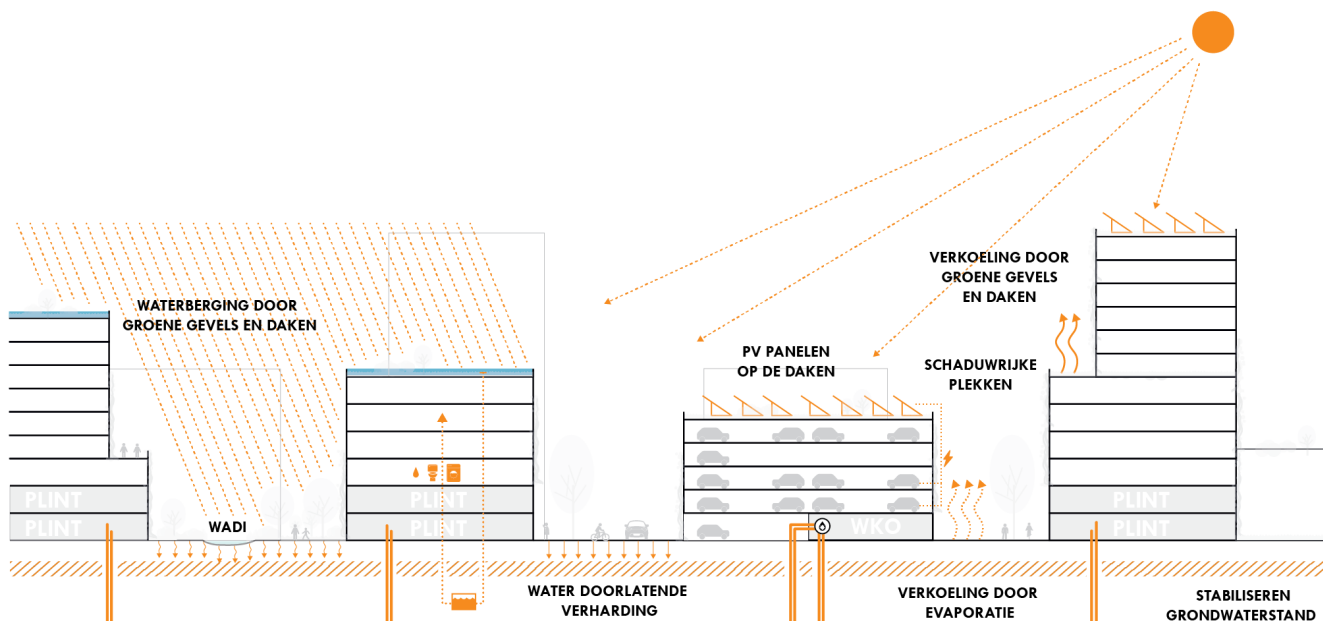 WATERBERGING DOOR
GROENE GEVELS EN DAKEN
VERKOELING DOOR
GROENE GEVELS
EN DAKEN
PV PANELEN
OP DE DAKEN
SCHADUWRIJKE
PLEKKEN
PLINT
PLINT
WADI
PLINT
PLINT
WKO
PLINT
PLINT
WATER DOORLATENDE
VERHARDING
VERKOELING DOOR
EVAPORATIE
STABILISEREN
GRONDWATERSTAND